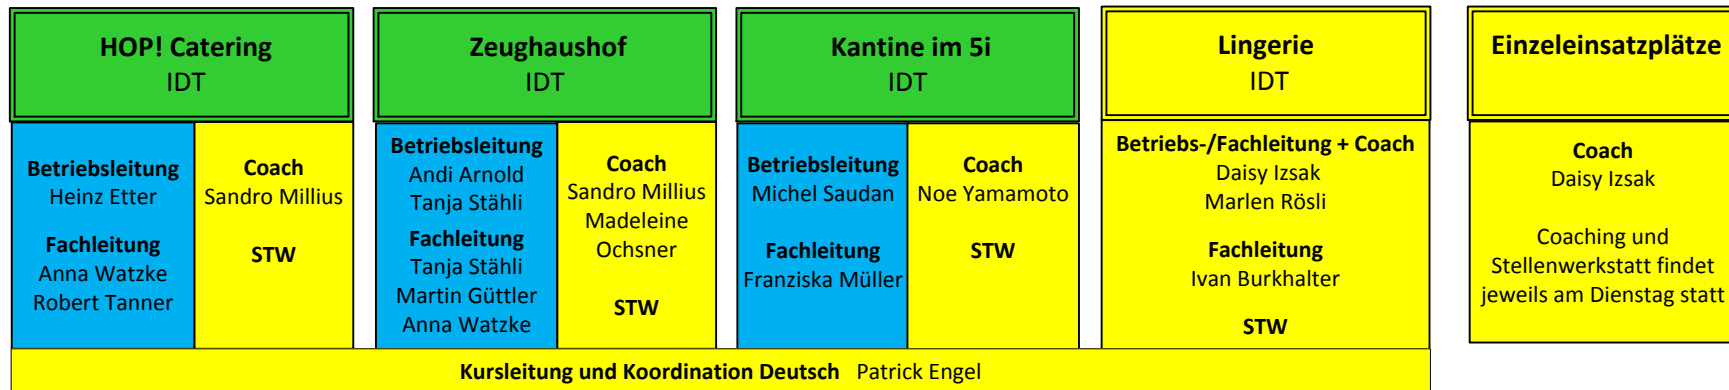 HOP! Catering
IDT
Betriebsleitung
Heinz Etter
Fachleitung
Anna Watzke
Robert Tanner
Coach
Sandro Millius
STW
Zeughaushof
IDT
Betriebsleitung
Andi Arnold
Tanja Stähli
Fachleitung
Tanja Stähli
Martin Güttler
Anna Watzke
Coach
Sandro Millius
Madeleine
Ochsner
STW
Kantine im 5i
IDT
Betriebsleitung
Michel Saudan
Fachleitung
Franziska Müller
Coach
Noe Yamamoto
STW
Lingerie
IDT
Betriebs-/Fachleitung + Coach
Daisy Izsak
Marlen Rösli
Fachleitung
Ivan Burkhalter
STW
Einzeleinsatzplätze
Coach
Daisy Izsak
Coaching und
Stellenwerkstatt findet
jeweils am Dienstag statt
Kursleitung und Koordination Deutsch Patrick Engel